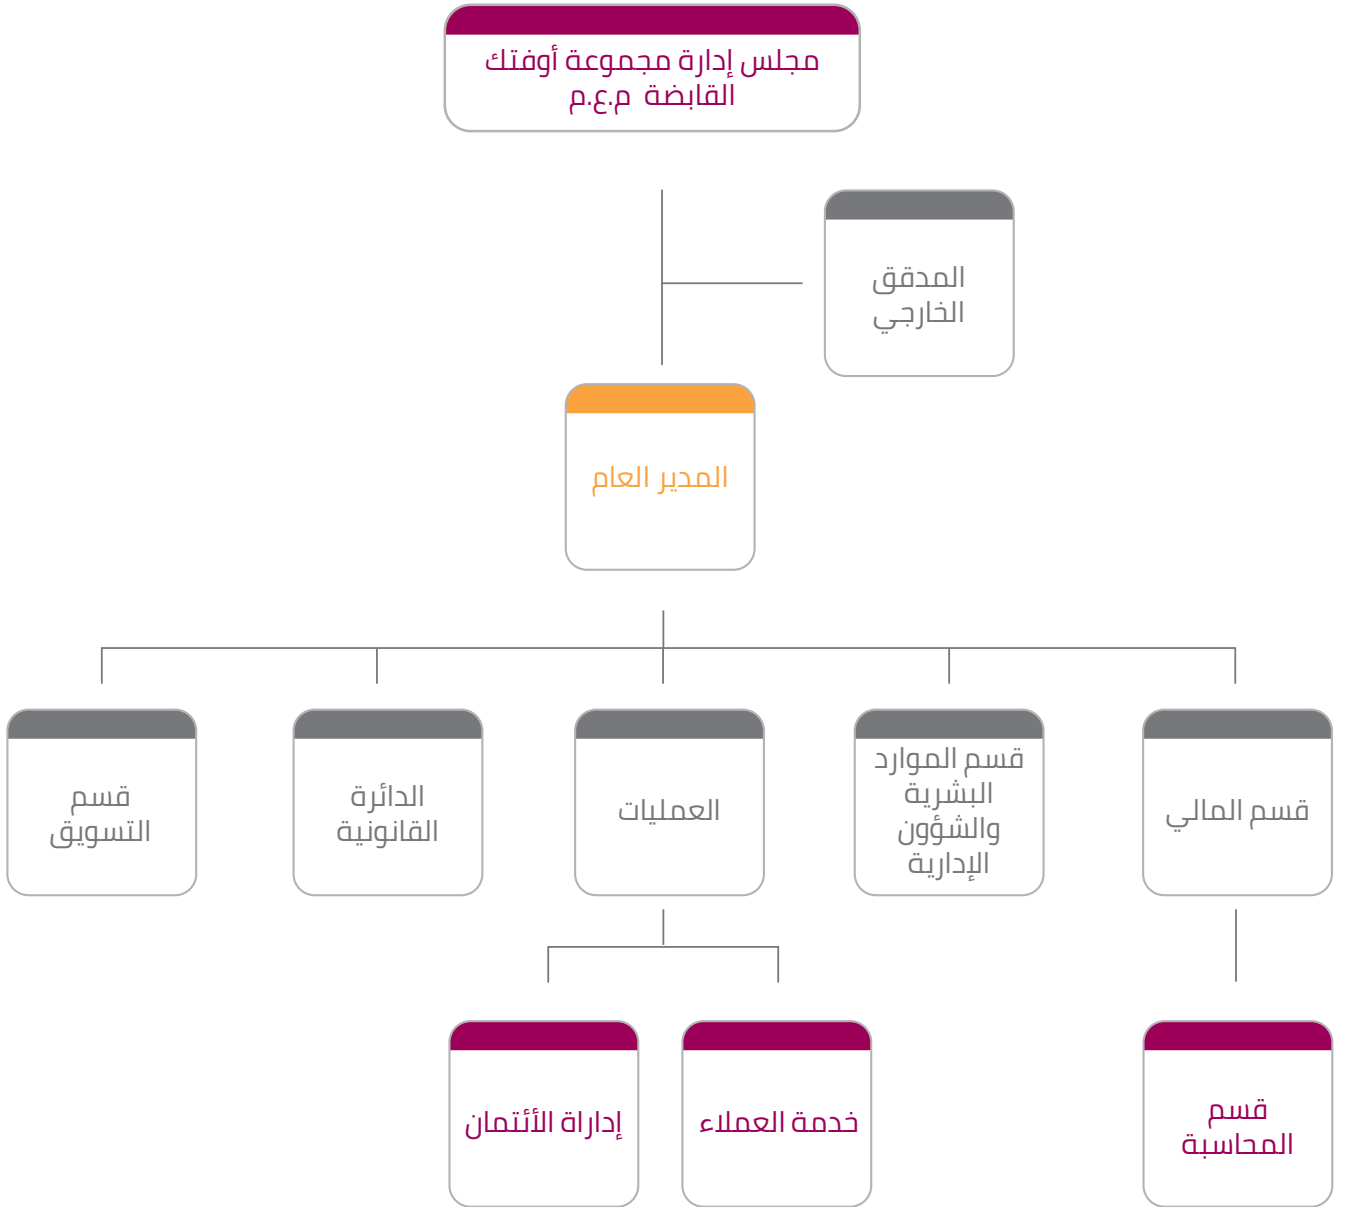 مجلس إدارة مجموعة أوفتك
القابضة م.ع.م
المدقق
الخارجي
المدير العام
قسم المالي
قسم الموارد
البشرية
والشؤون
الإدارية
العمليات
الدائرة
القانونية
قسم
التسويق
قسم
المحاسبة
خدمة العملاء
إداراة الأئتمان